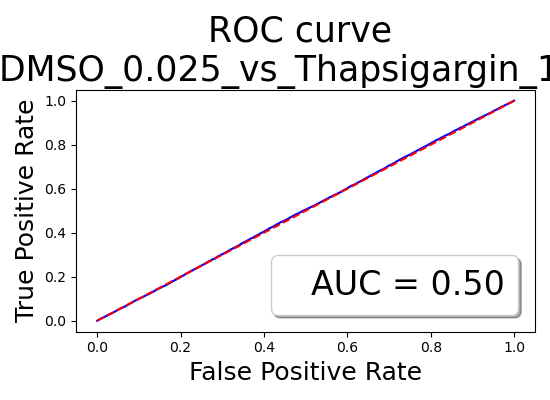 ROC curve
DMSO_0.025_vs_Thapsigargin_1
True Positive Rate
1.0
0.8
0.6
0.4
0.2
0.0
AUC = 0.50
0.0 0.2 0.4 0.6 0.8 1.0
False Positive Rate